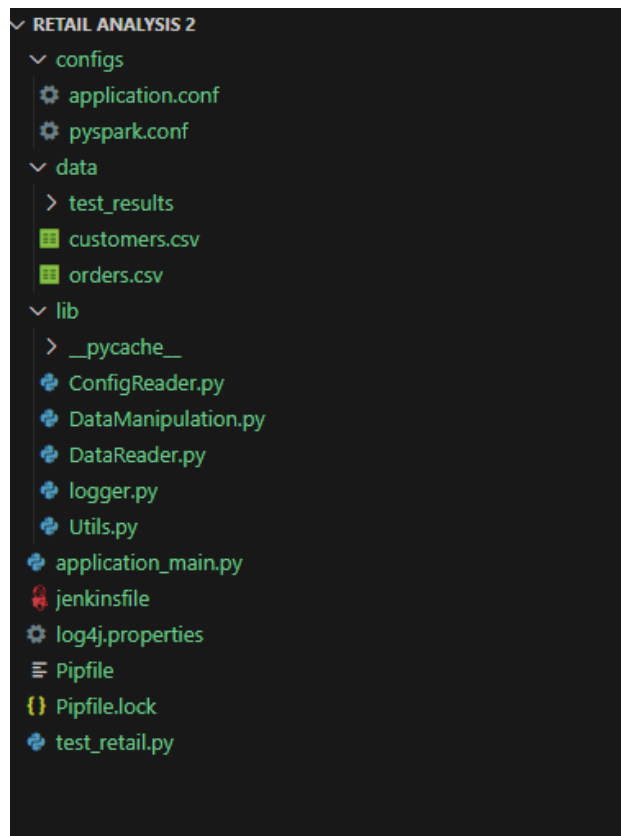 RETAIL ANALYSIS 2
configs
application.conf
pyspark.conf
data
test_results
customers.csv
orders.csv
lib
__pycache__
ConfigReader.py
DataManipulation.py
DataReader.py
logger.py
Utils.py
application_main.py
jenkinsfile
log4j.properties
Pipfile
Pipfile.lock
test_retail.py